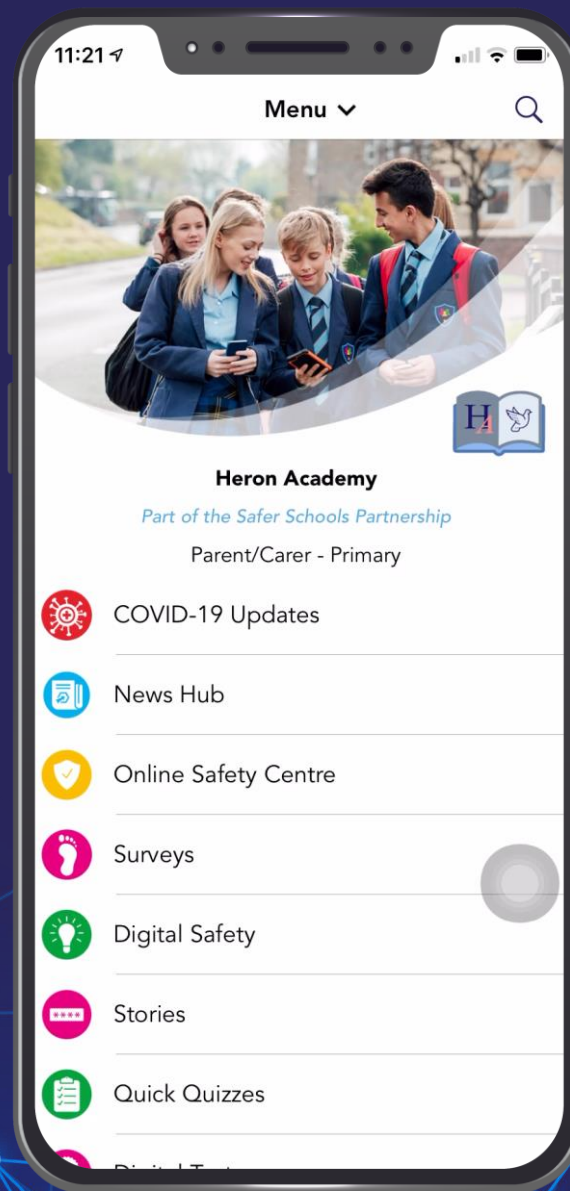 11:21
Menu
HA
Heron Academy
Part of the Safer Schools Partnership
Parent/Carer - Primary
COVID-19 Updates
News Hub
Online Safety Centre
Surveys
Digital Safety
****
Stories
Quick Quizzes